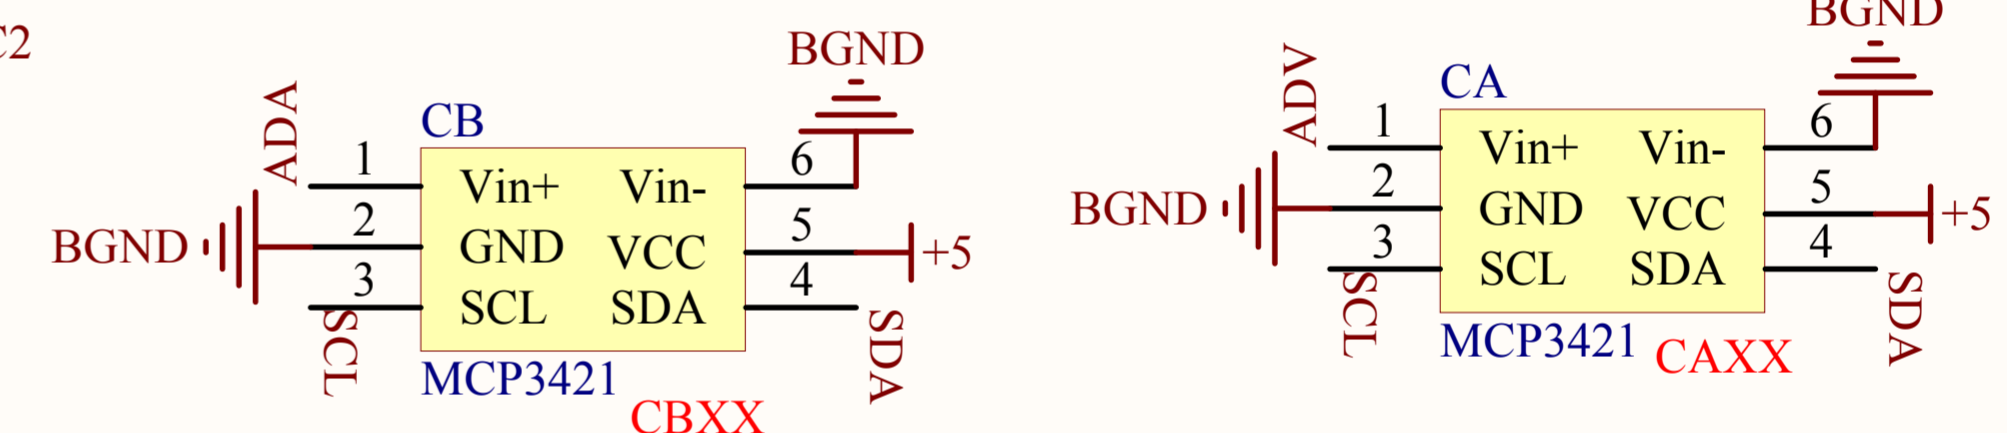 C2
BGND
ADA
CB
1
Vin+
Vin-
6
BGND
2
GND
VCC
5
+5
3
SCL
SDA
4
SCL
SDA
MCP3421
CBXX
BGND
ADV
CA
1
Vin+
Vin-
6
BGND
2
GND
VCC
5
+5
3
SCL
SDA
4
SCL
SDA
MCP3421
CAXX